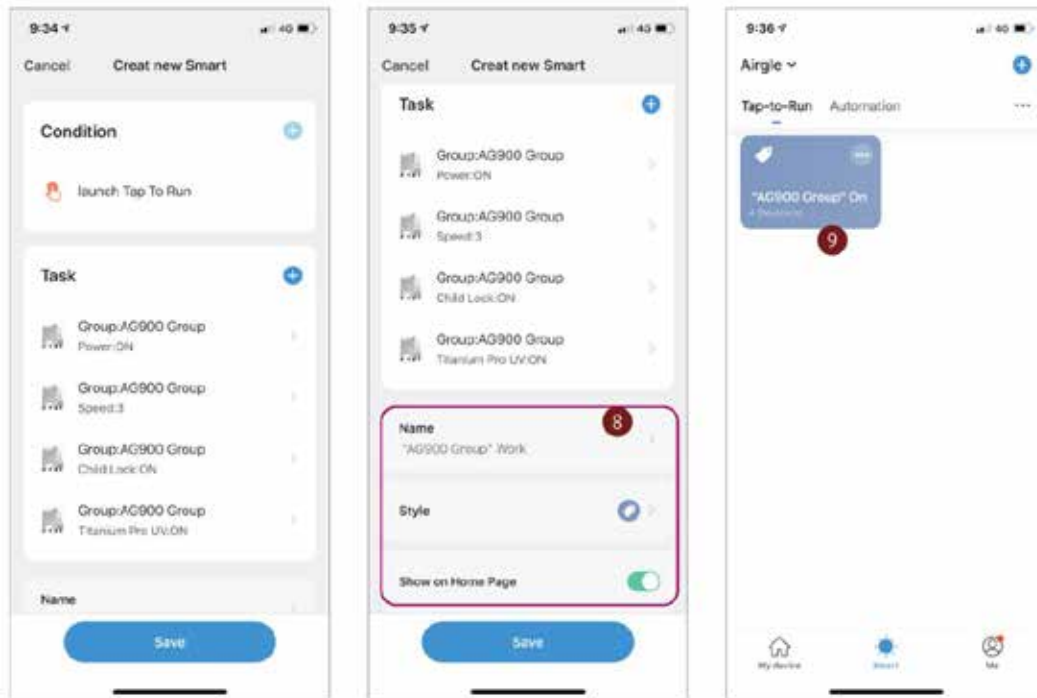 9:34
4G
Cancel
Creat new Smart
Condition
launch Tap To Run
Task
Group:AG900 Group
Power:ON
Group:AG900 Group
Speed:3
Group:AG900 Group
Child Lock:ON
Group:AG900 Group
Titanium Pro UV:ON
Name
Save
9:35
4G
Cancel
Creat new Smart
Task
Group:AG900 Group
Power:ON
Group:AG900 Group
Speed:3
Group:AG900 Group
Child Lock:ON
Group:AG900 Group
Titanium Pro UV:ON
8
Name
"AG900 Group" Work
Style
Show on Home Page
Save
9:36
4G
Airgle
Tap-to-Run Automation
"AG900 Group" On
9
My device
Smart
Me